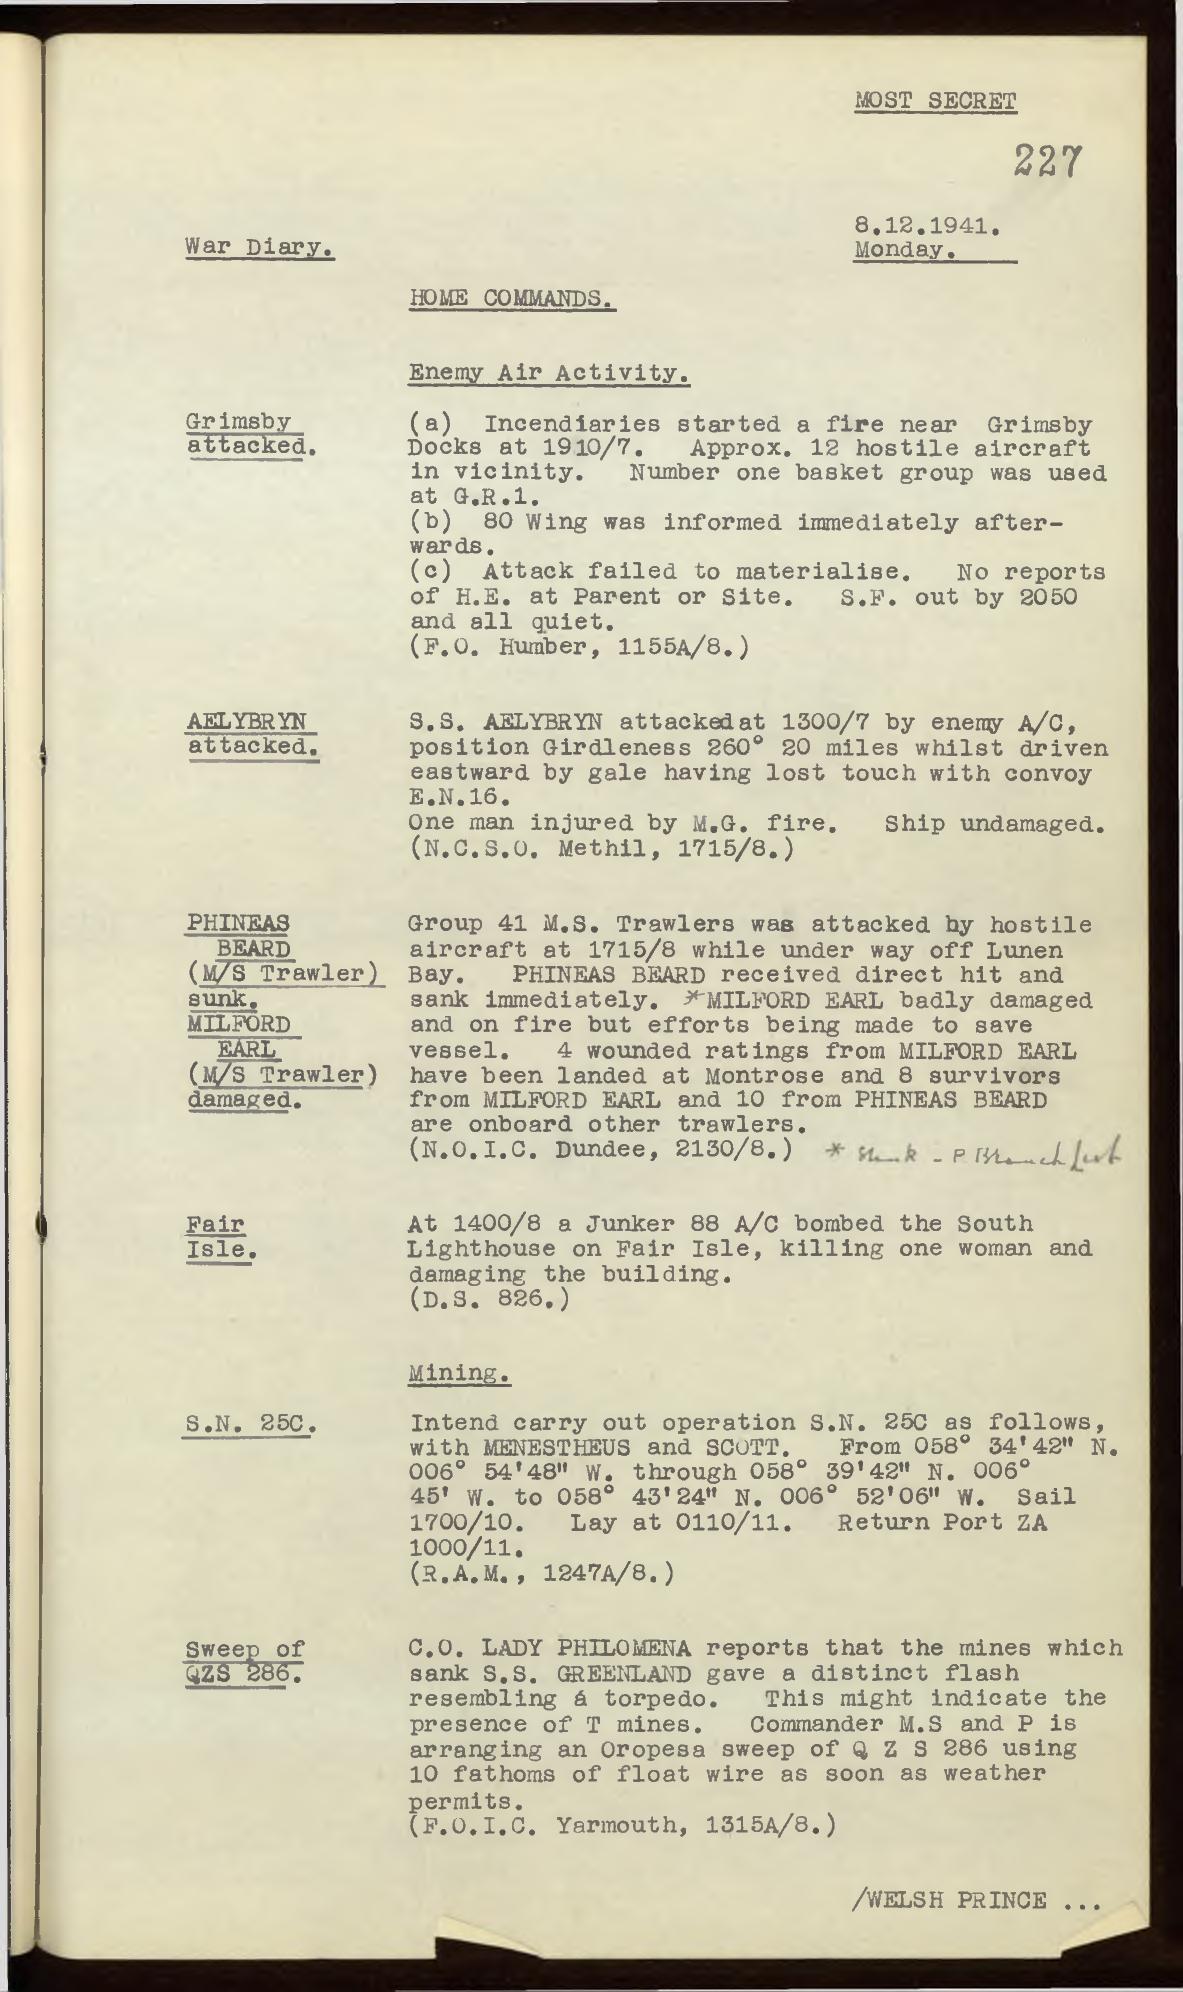 MOST SECRET
227
8.12.1941.
War Diary.
Monday.
HOME COMMANDS.
Enemy Air Activity.
Grimsby
attacked.
(a) Incendiaries started a fire near Grimsby
Docks at 1910/7. Approx. 12 hostile aircraft
in vicinity. Number one basket group was used
at G.R.1.
(b) 80 Wing was informed immediately after-
wards.
(c) Attack failed to materialise. No reports
of H.E. at Parent or Site. S.F. out by 2050
and all quiet.
(F.O. Humber, 1155A/8.)
AELYBRYN
attacked.
S.S. AELYBRYN attackedat 1300/7 by enemy A/C,
position Girdleness 260° 20 miles whilst driven
eastward by gale having lost touch with convoy
E.N.16.
One man injured by M.G. fire. Ship undamaged.
(N.C.S.O. Methil, 1715/8.)
PHINEAS
BEARD
(M/S Trawler)
sunk.
MILFORD
EARL
(M/S Trawler)
damaged.
Group 41 M.S. Trawlers was attacked by hostile
aircraft at 1715/8 while under way off Lunen
Bay. PHINEAS BEARD received direct hit and
sank immediately. *MILFORD EARL badly damaged
and on fire but efforts being made to save
vessel. 4 wounded ratings from MILFORD EARL
have been landed at Montrose and 8 survivors
from MILFORD EARL and 10 from PHINEAS BEARD
are onboard other trawlers.
(N.O.I.C. Dundee, 2130/8.) * Sunk - P Branch List
Fair
Isle.
At 1400/8 a Junker 88 A/C bombed the South
Lighthouse on Fair Isle, killing one woman and
damaging the building.
(D.S. 826.)
Mining.
S.N. 25C.
Intend carry out operation S.N. 25C as follows,
with MENESTHEUS and SCOTT. From 058° 34'42" N.
006° 54'48" W. through 058° 39'42" N. 006°
45' W. to 058° 43'24" N. 006° 52'06" W. Sail
1700/10. Lay at 0110/11. Return Port ZA
1000/11.
(R.A.M., 1247A/8.)
Sweep of
QZS 286.
C.O. LADY PHILOMENA reports that the mines which
sank S.S. GREENLAND gave a distinct flash
resembling a torpedo. This might indicate the
presence of T mines. Commander M.S and P is
arranging an Oropesa sweep of Q Z S 286 using
10 fathoms of float wire as soon as weather
permits.
(F.O.I.C. Yarmouth, 1315A/8.)
/WELSH PRINCE ...